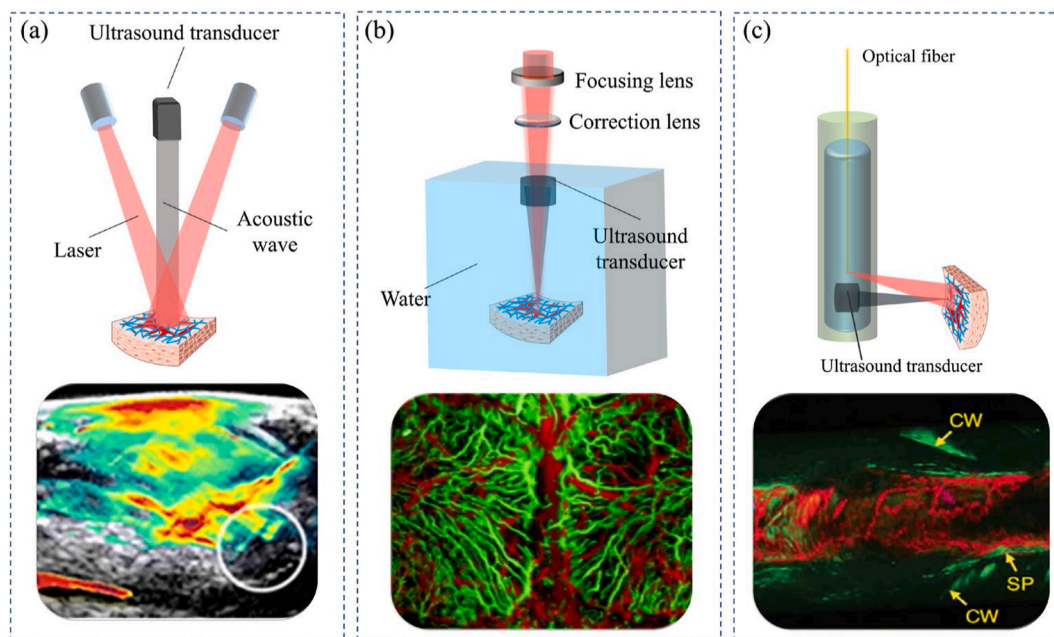 (a)
Ultrasound transducer
Laser
Acoustic
wave
(b)
Focusing lens
Correction lens
Ultrasound
transducer
Water
(c)
Optical fiber
Ultrasound transducer
CW
SP
CW